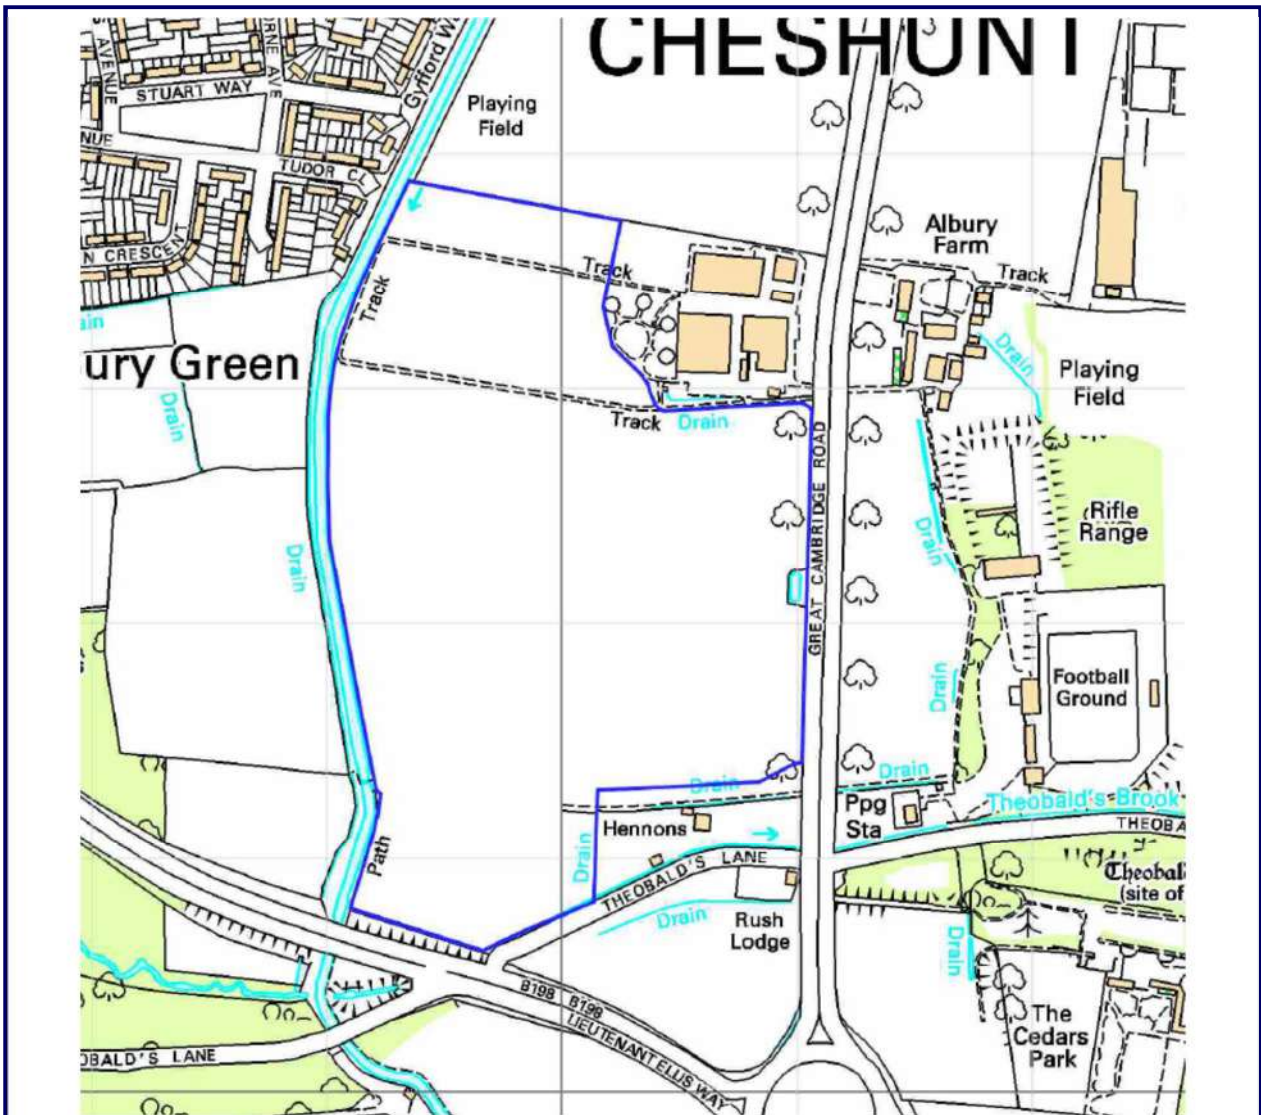 CHESHUNT
AVENUE
STUART WAY
Playing
Field
TUDOR CL
CRESCENT
Albury
Farm
Track
Track
Track
ury Green
Drain
Drain
Playing
Field
Track
Drain
Drain
GREAT CAMBRIDGE ROAD
Rifle
Range
Drain
Drain
Drain
Football
Ground
Drain
Drain
Theobald's Brook
Ppg
Sta
THEOBA
Hennons
Path
Drain
THEOBALD'S LANE
Theobal
(site of
Drain
Rush
Lodge
Drain
B198 B198
LIEUTENANT ELLIS WAY
The
Cedars
Park
OBALD'S LANE